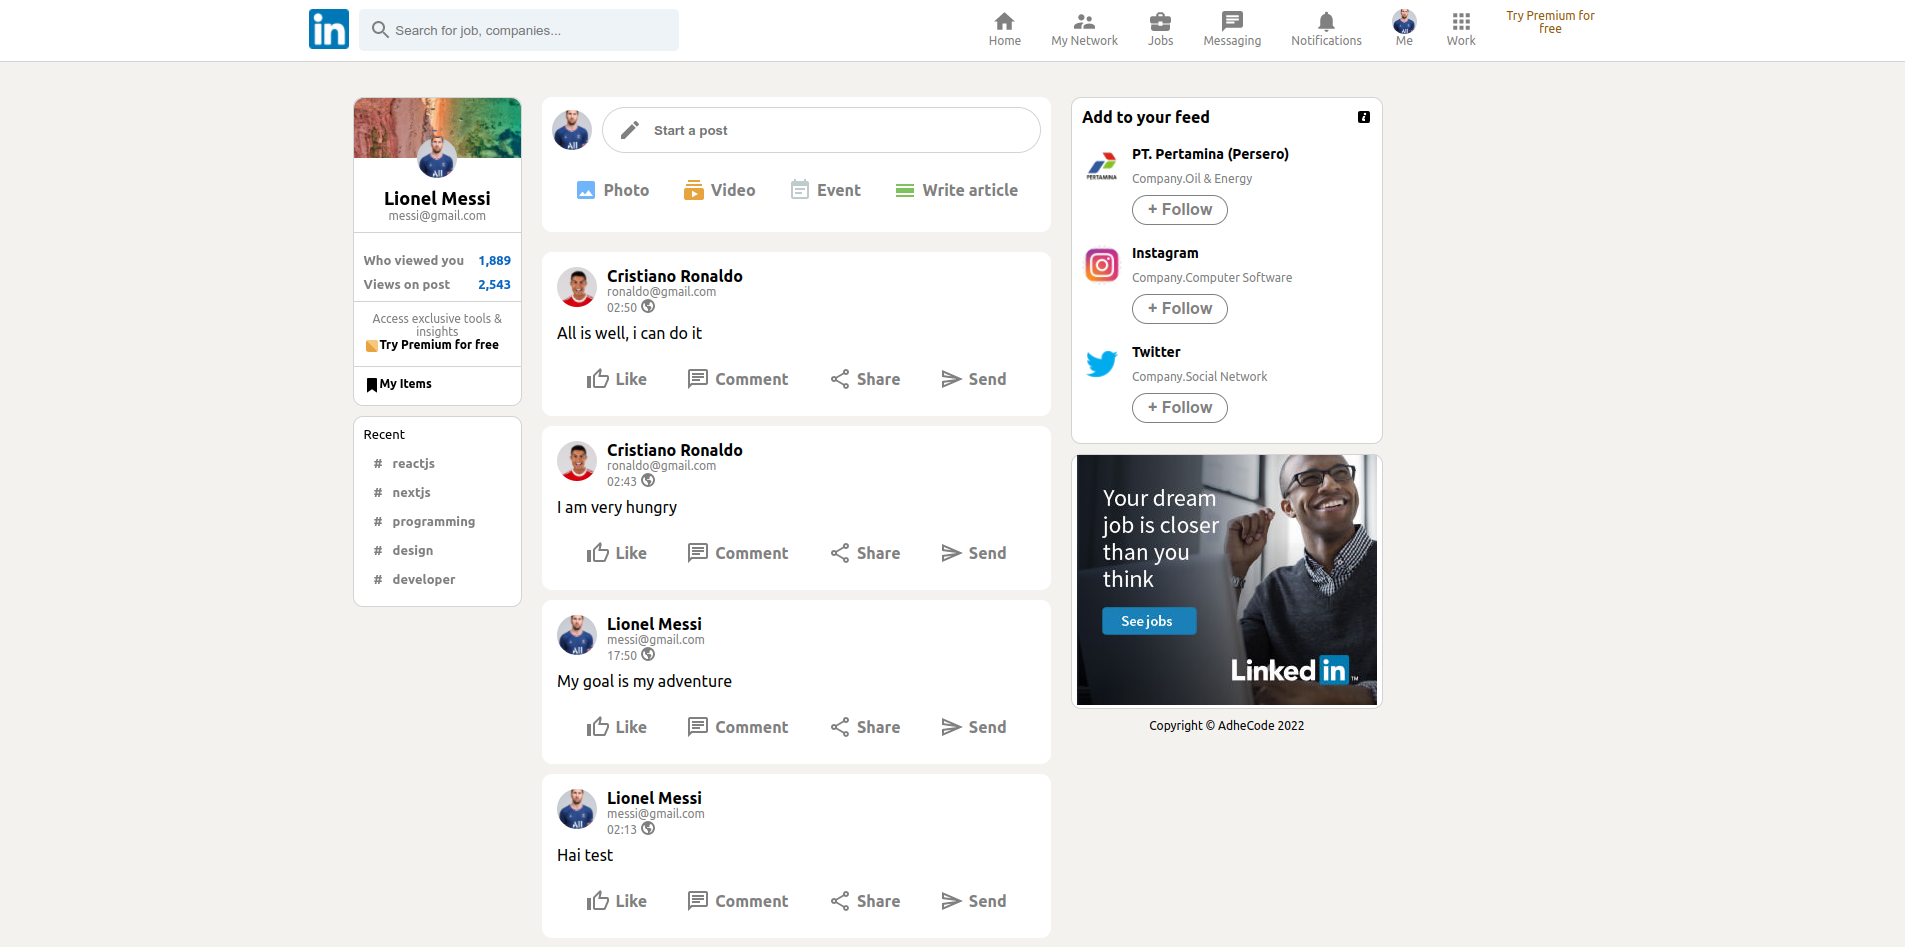 in
Search for job, companies...
Home
My Network
Jobs
Messaging
Notifications
Me
Work
Try Premium for
free
Lionel Messi
messi@gmail.com
Who viewed you 1,889
Views on post 2,543
Access exclusive tools &
insights
Try Premium for free
My Items
Recent
# reactjs
# nextjs
# programming
# design
# developer
Start a post
Photo
Video
Event
Write article
Cristiano Ronaldo
ronaldo@gmail.com
02:50
All is well, i can do it
Like
Comment
Share
Send
Cristiano Ronaldo
ronaldo@gmail.com
02:43
I am very hungry
Like
Comment
Share
Send
Lionel Messi
messi@gmail.com
17:50
My goal is my adventure
Like
Comment
Share
Send
Lionel Messi
messi@gmail.com
02:13
Hai test
Like
Comment
Share
Send
Add to your feed
PERTAMINA
PT. Pertamina (Persero)
Company.Oil & Energy
+ Follow
Instagram
Company.Computer Software
+ Follow
Twitter
Company.Social Network
+ Follow
Your dream
job is closer
than you
think
See jobs
Linked in ™
Copyright © AdheCode 2022